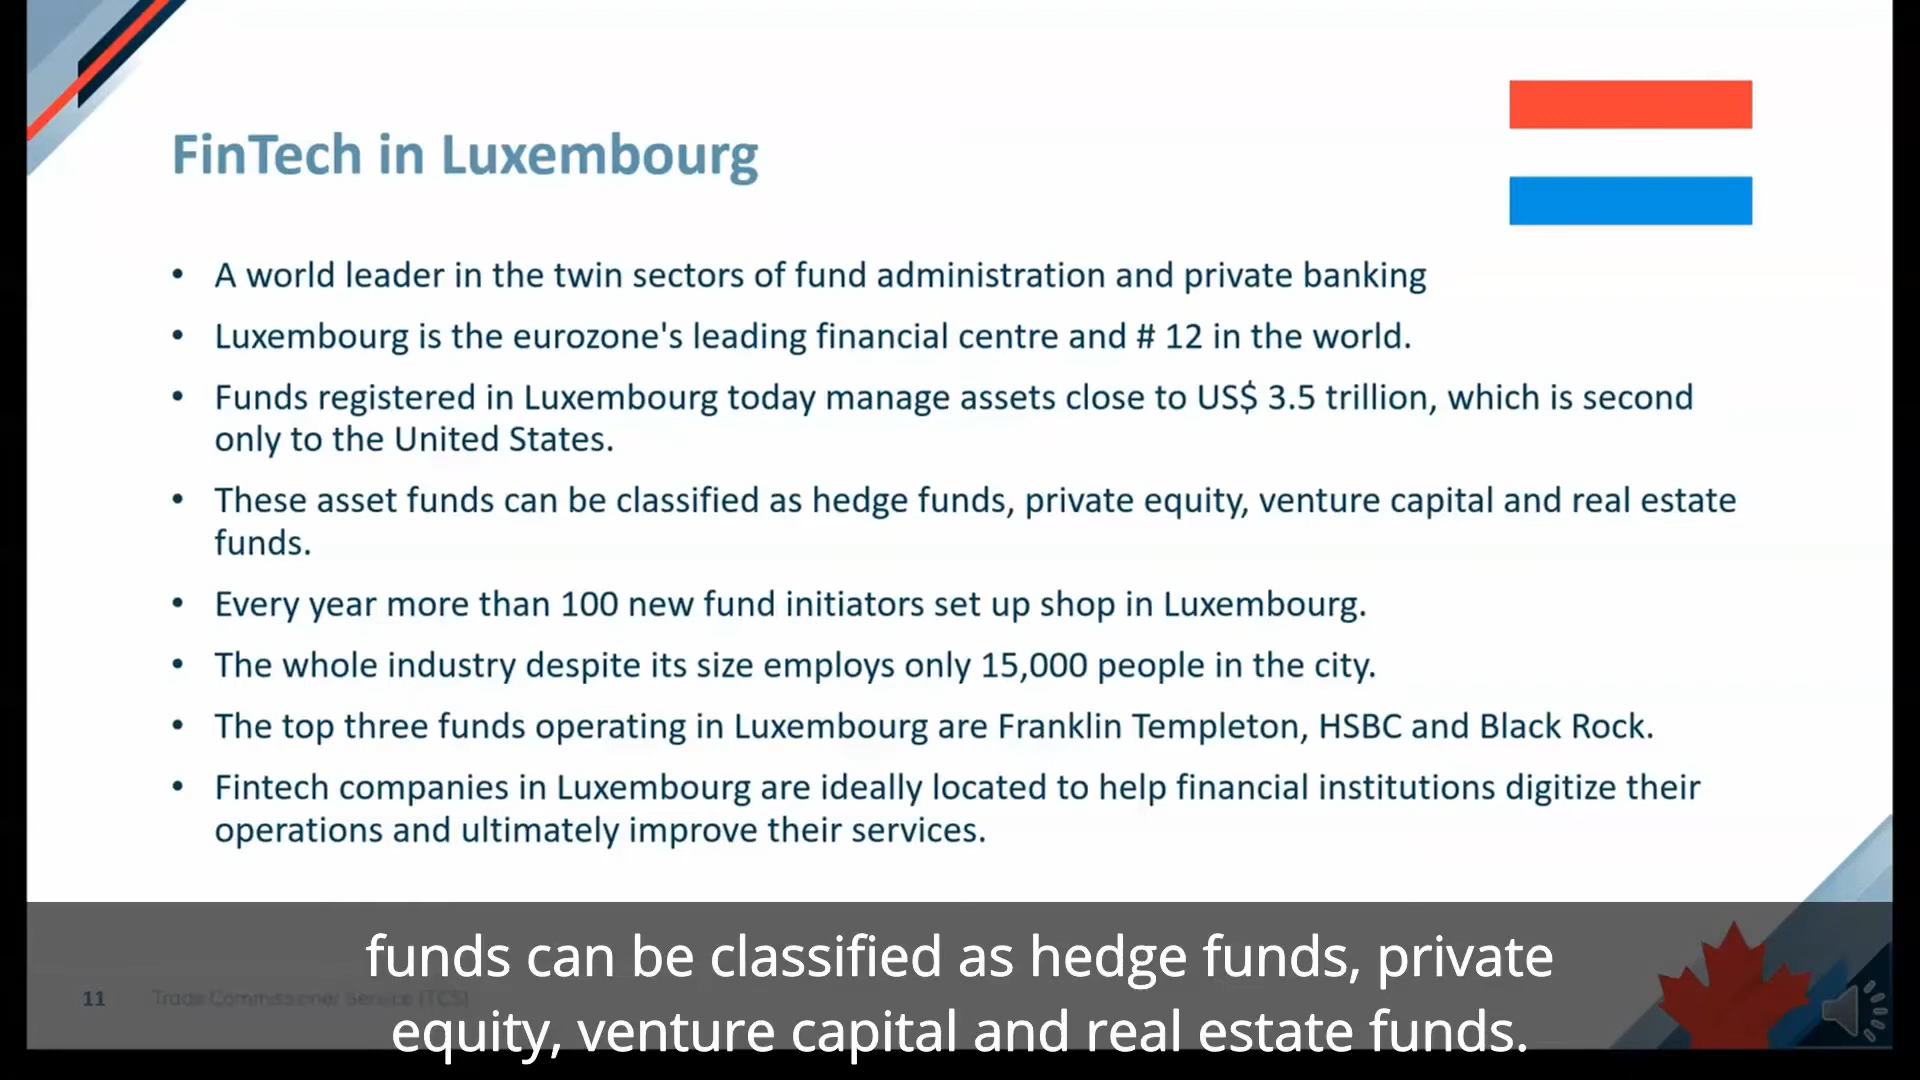 FinTech in Luxembourg
• A world leader in the twin sectors of fund administration and private banking
• Luxembourg is the eurozone's leading financial centre and # 12 in the world.
• Funds registered in Luxembourg today manage assets close to US$ 3.5 trillion, which is second
only to the United States.
• These asset funds can be classified as hedge funds, private equity, venture capital and real estate
funds.
• Every year more than 100 new fund initiators set up shop in Luxembourg.
• The whole industry despite its size employs only 15,000 people in the city.
• The top three funds operating in Luxembourg are Franklin Templeton, HSBC and Black Rock.
• Fintech companies in Luxembourg are ideally located to help financial institutions digitize their
operations and ultimately improve their services.
funds can be classified as hedge funds, private
equity, venture capital and real estate funds.
11 Trade Commissioner Service (TCS)